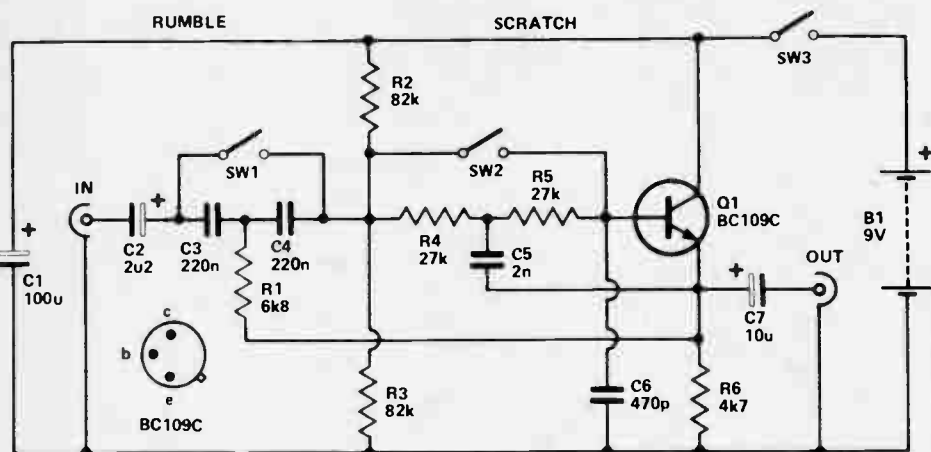 RUMBLE
SCRATCH
SW3
R2
82k
SW1
SW2
R5
27k
IN
+
C2
2u2
C3
220n
C4
220n
R4
27k
C5
2n
Q1
BC109C
+
B1
9V
+
C1
100u
R1
6k8
+
C7
10u
OUT
c
b
e
BC109C
R3
82k
C6
470p
R6
4k7